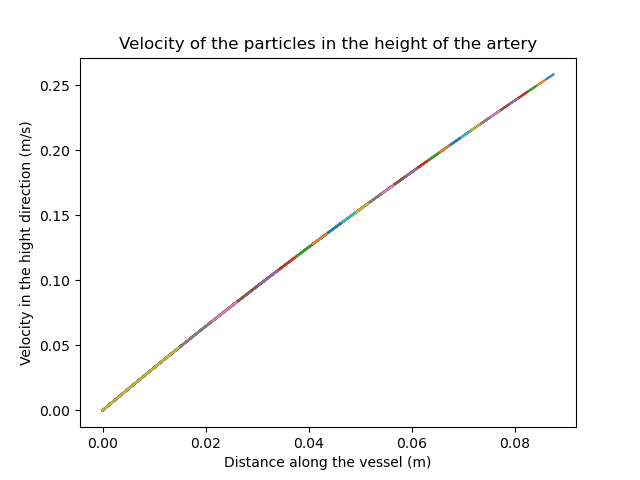 Velocity of the particles in the height of the artery
Velocity in the hight direction (m/s)
0.25
0.20
0.15
0.10
0.05
0.00
0.00 0.02 0.04 0.06 0.08
Distance along the vessel (m)